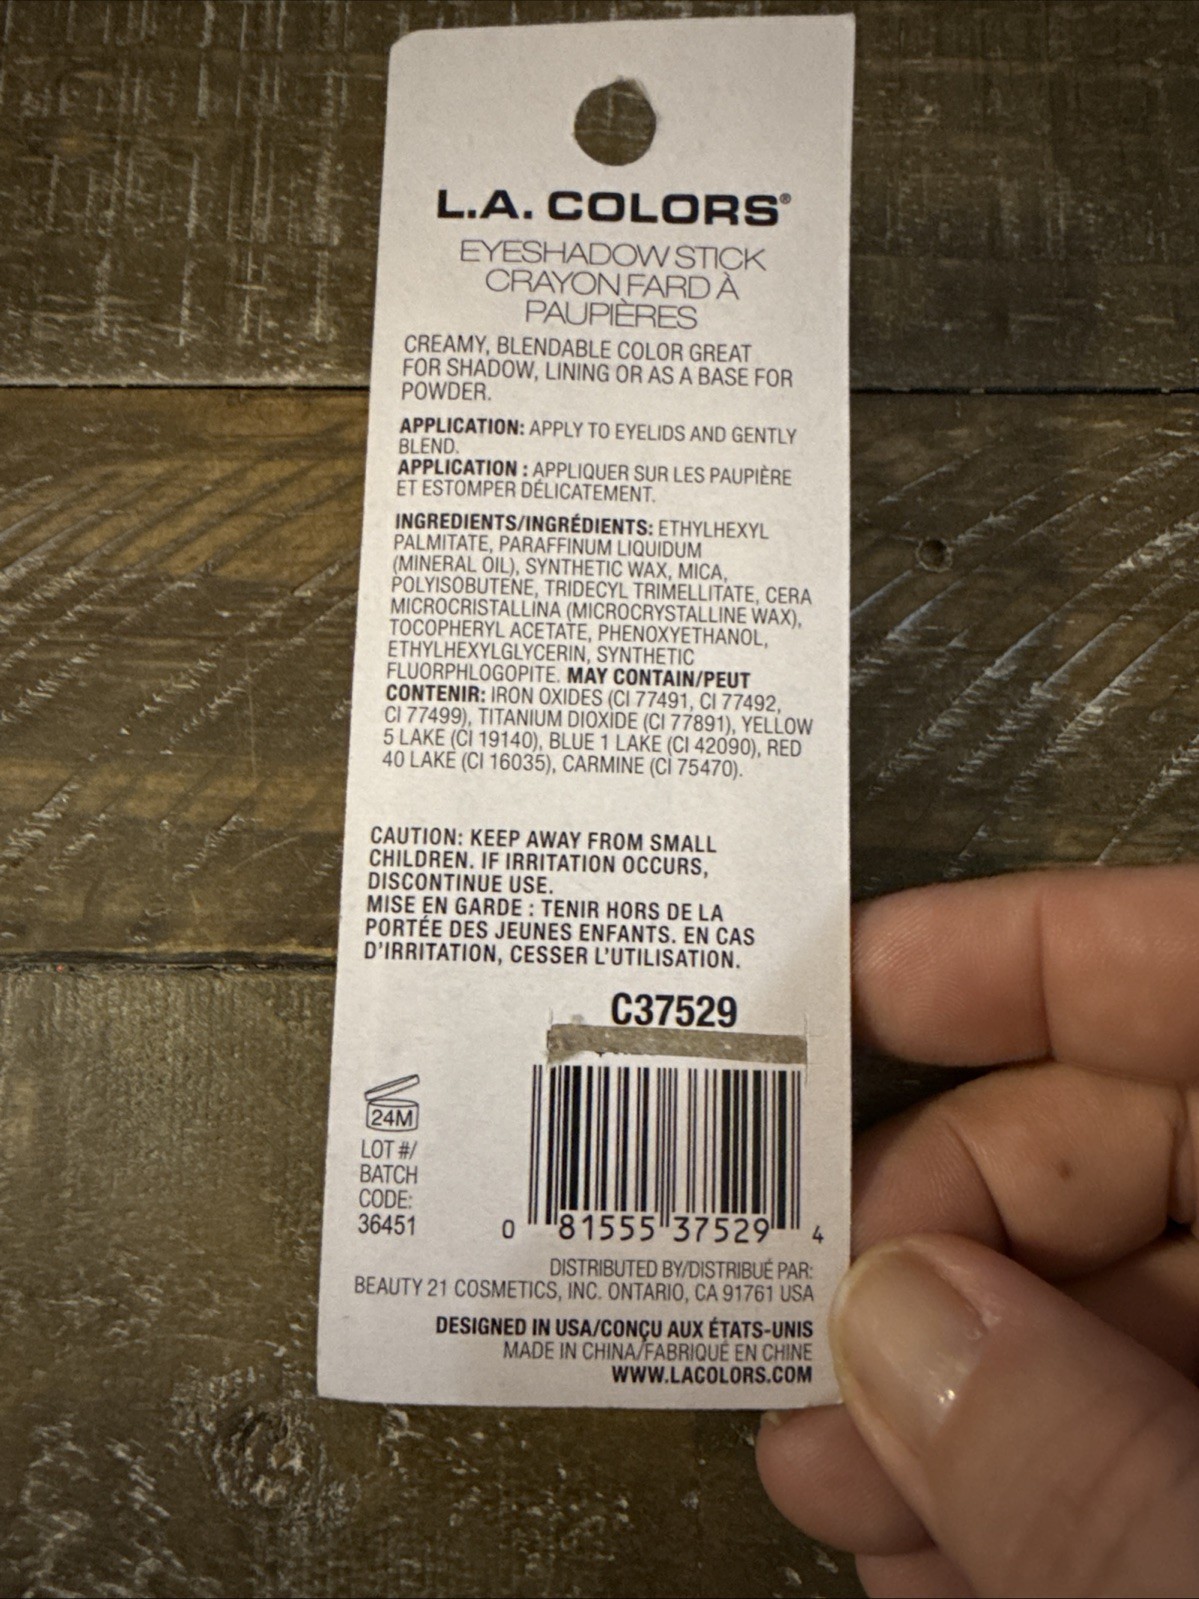 L.A. COLORS®
EYESHADOW STICK
CRAYON FARD À
PAUPIÈRES
CREAMY, BLENDABLE COLOR GREAT
FOR SHADOW, LINING OR AS A BASE FOR
POWDER.
APPLICATION: APPLY TO EYELIDS AND GENTLY
BLEND.
APPLICATION : APPLIQUER SUR LES PAUPIÈRE
ET ESTOMPER DÉLICATEMENT.
INGREDIENTS/INGRÉDIENTS: ETHYLHEXYL
PALMITATE, PARAFFINUM LIQUIDUM
(MINERAL OIL), SYNTHETIC WAX, MICA,
POLYISOBUTENE, TRIDECYL TRIMELLITATE, CERA
MICROCRISTALLINA (MICROCRYSTALLINE WAX),
TOCOPHERYL ACETATE, PHENOXYETHANOL,
ETHYLHEXYLGLYCERIN, SYNTHETIC
FLUORPHLOGOPITE. MAY CONTAIN/PEUT
CONTENIR: IRON OXIDES (CI 77491, CI 77492,
CI 77499), TITANIUM DIOXIDE (CI 77891), YELLOW
5 LAKE (CI 19140), BLUE 1 LAKE (CI 42090), RED
40 LAKE (CI 16035), CARMINE (CI 75470).
CAUTION: KEEP AWAY FROM SMALL
CHILDREN. IF IRRITATION OCCURS,
DISCONTINUE USE.
MISE EN GARDE : TENIR HORS DE LA
PORTÉE DES JEUNES ENFANTS. EN CAS
D'IRRITATION, CESSER L'UTILISATION.
C37529
24M
LOT #/
BATCH
CODE:
36451
0 81555 37529 4
DISTRIBUTED BY/DISTRIBUÉ PAR:
BEAUTY 21 COSMETICS, INC. ONTARIO, CA 91761 USA
DESIGNED IN USA/CONÇU AUX ÉTATS-UNIS
MADE IN CHINA/FABRIQUÉ EN CHINE
WWW.LACOLORS.COM